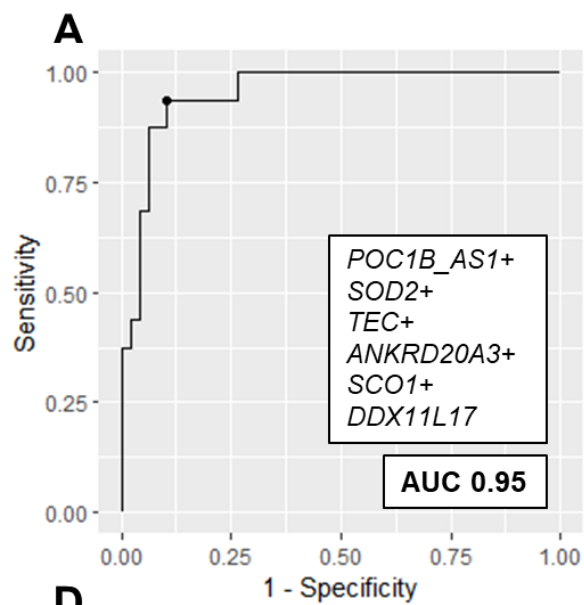 A
1.00
0.75
0.50
0.25
0.00
Sensitivity
POC1B_AS1+
SOD2+
TEC+
ANKRD20A3+
SCO1+
DDX11L17
AUC 0.95
0.00 0.25 0.50 0.75 1.00
1 - Specificity
D